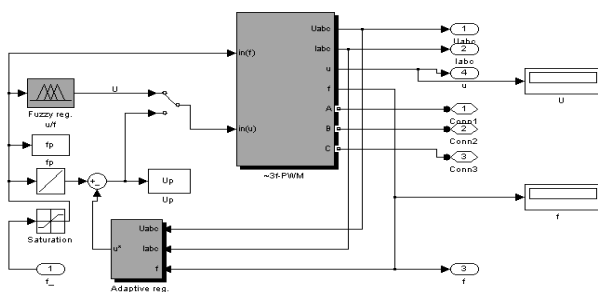 Uabc
Iabc
u
f
A
B
C
in(f)
in(u)
~3f-PWM
1
Uabc
2
Iabc
4
u
1
Conn1
2
Conn2
3
Conn3
U
f
3
f
U
Fuzzy reg.
u/f
fp
fp
Up
Up
Saturation
1
f_
Uabc
Iabc
f
u*
Adaptive reg.